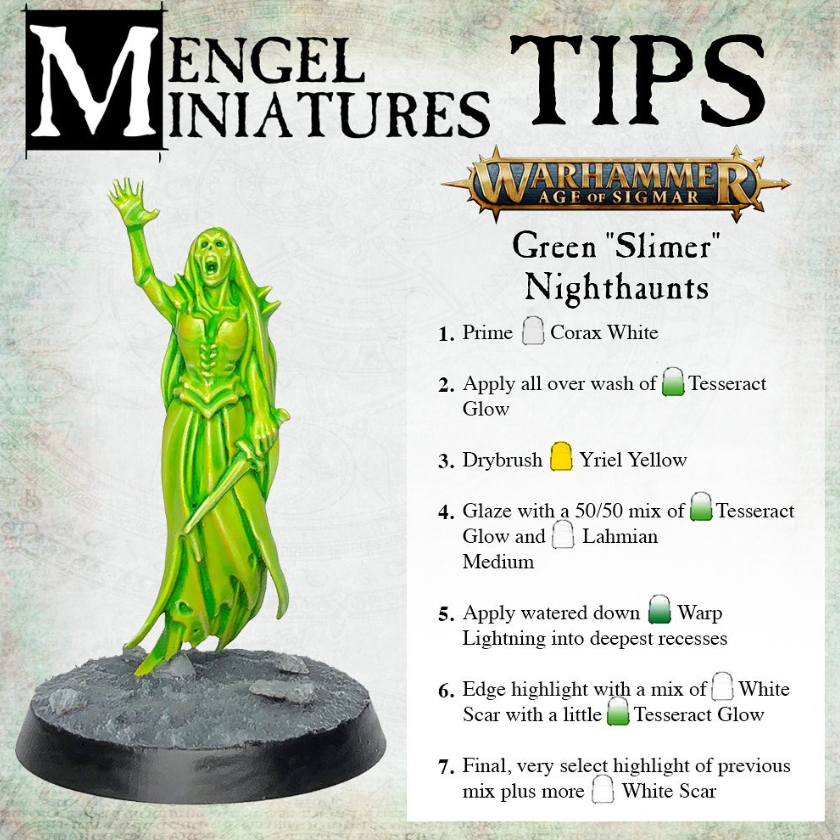 MENGEL MINIATURES
TIPS
WARHAMMER
AGE OF SIGMAR
Green "Slimer"
Nighthaunts
1. Prime Corax White
2. Apply all over wash of Tesseract
Glow
3. Drybrush Yriel Yellow
4. Glaze with a 50/50 mix of Tesseract
Glow and Lahmian
Medium
5. Apply watered down Warp
Lightning into deepest recesses
6. Edge highlight with a mix of White
Scar with a little Tesseract Glow
7. Final, very select highlight of previous
mix plus more White Scar